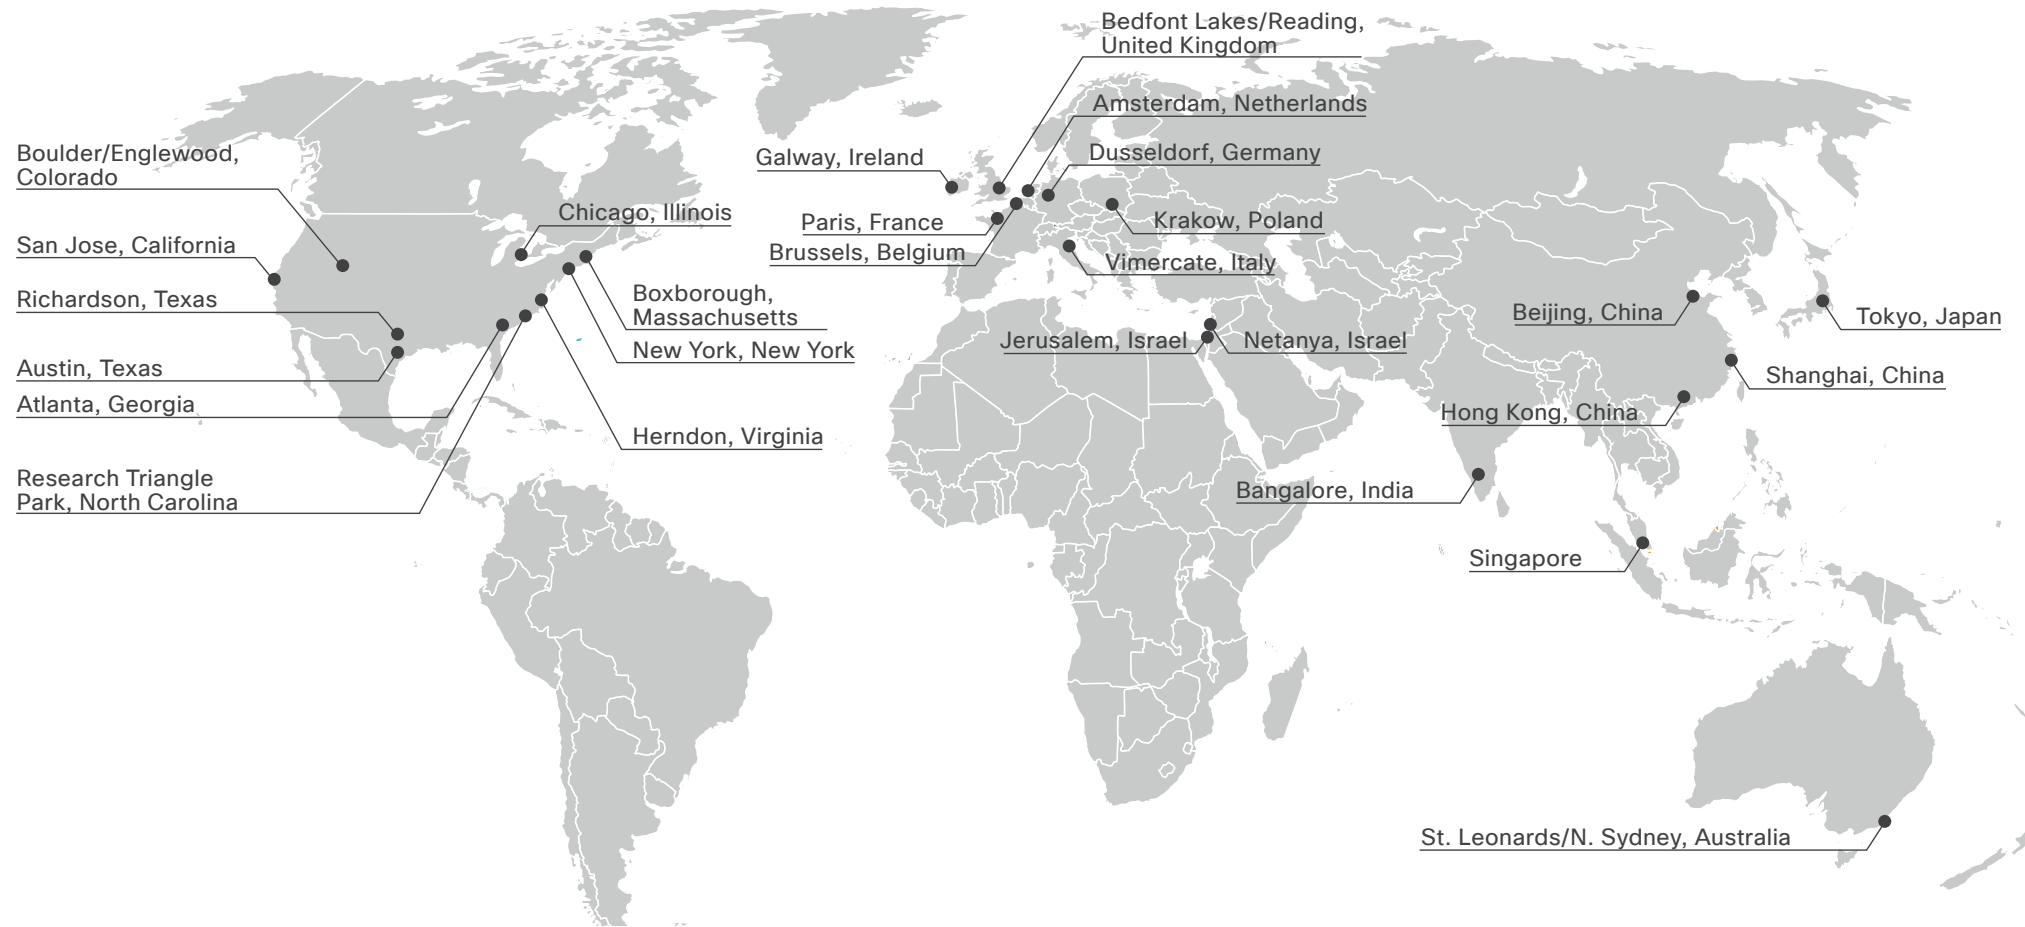 Bedfont Lakes/Reading,
United Kingdom
Amsterdam, Netherlands
Boulder/Englewood,
Colorado
Galway, Ireland
Dusseldorf, Germany
Chicago, Illinois
Paris, France
Krakow, Poland
San Jose, California
Brussels, Belgium
Vimercate, Italy
Richardson, Texas
Boxborough,
Massachusetts
Beijing, China
Tokyo, Japan
Jerusalem, Israel
Netanya, Israel
New York, New York
Austin, Texas
Shanghai, China
Atlanta, Georgia
Hong Kong, China
Herndon, Virginia
Research Triangle
Park, North Carolina
Bangalore, India
Singapore
St. Leonards/N. Sydney, Australia